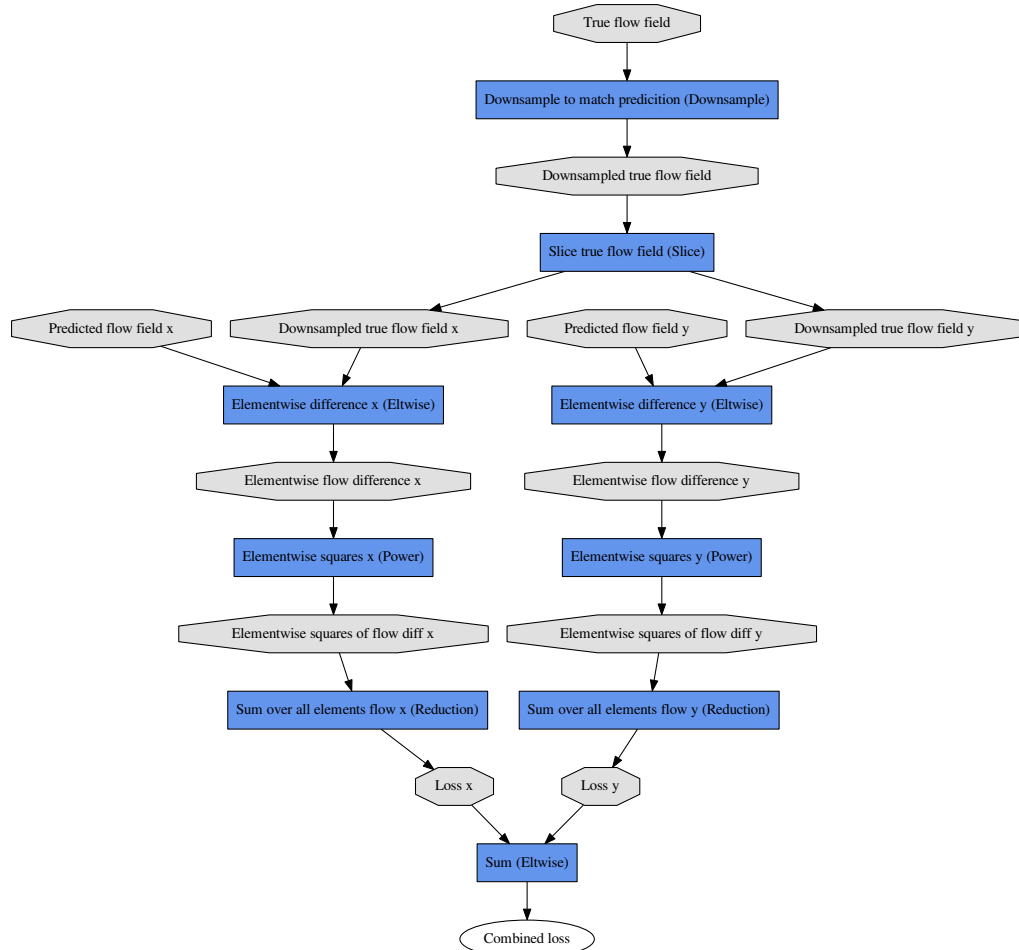 True flow field
Downsample to match predicition (Downsample)
Downsampled true flow field
Slice true flow field (Slice)
Predicted flow field x
Downsampled true flow field x
Predicted flow field y
Downsampled true flow field y
Elementwise difference x (Eltwise)
Elementwise difference y (Eltwise)
Elementwise flow difference x
Elementwise flow difference y
Elementwise squares x (Power)
Elementwise squares y (Power)
Elementwise squares of flow diff x
Elementwise squares of flow diff y
Sum over all elements flow x (Reduction)
Sum over all elements flow y (Reduction)
Loss x
Loss y
Sum (Eltwise)
Combined loss